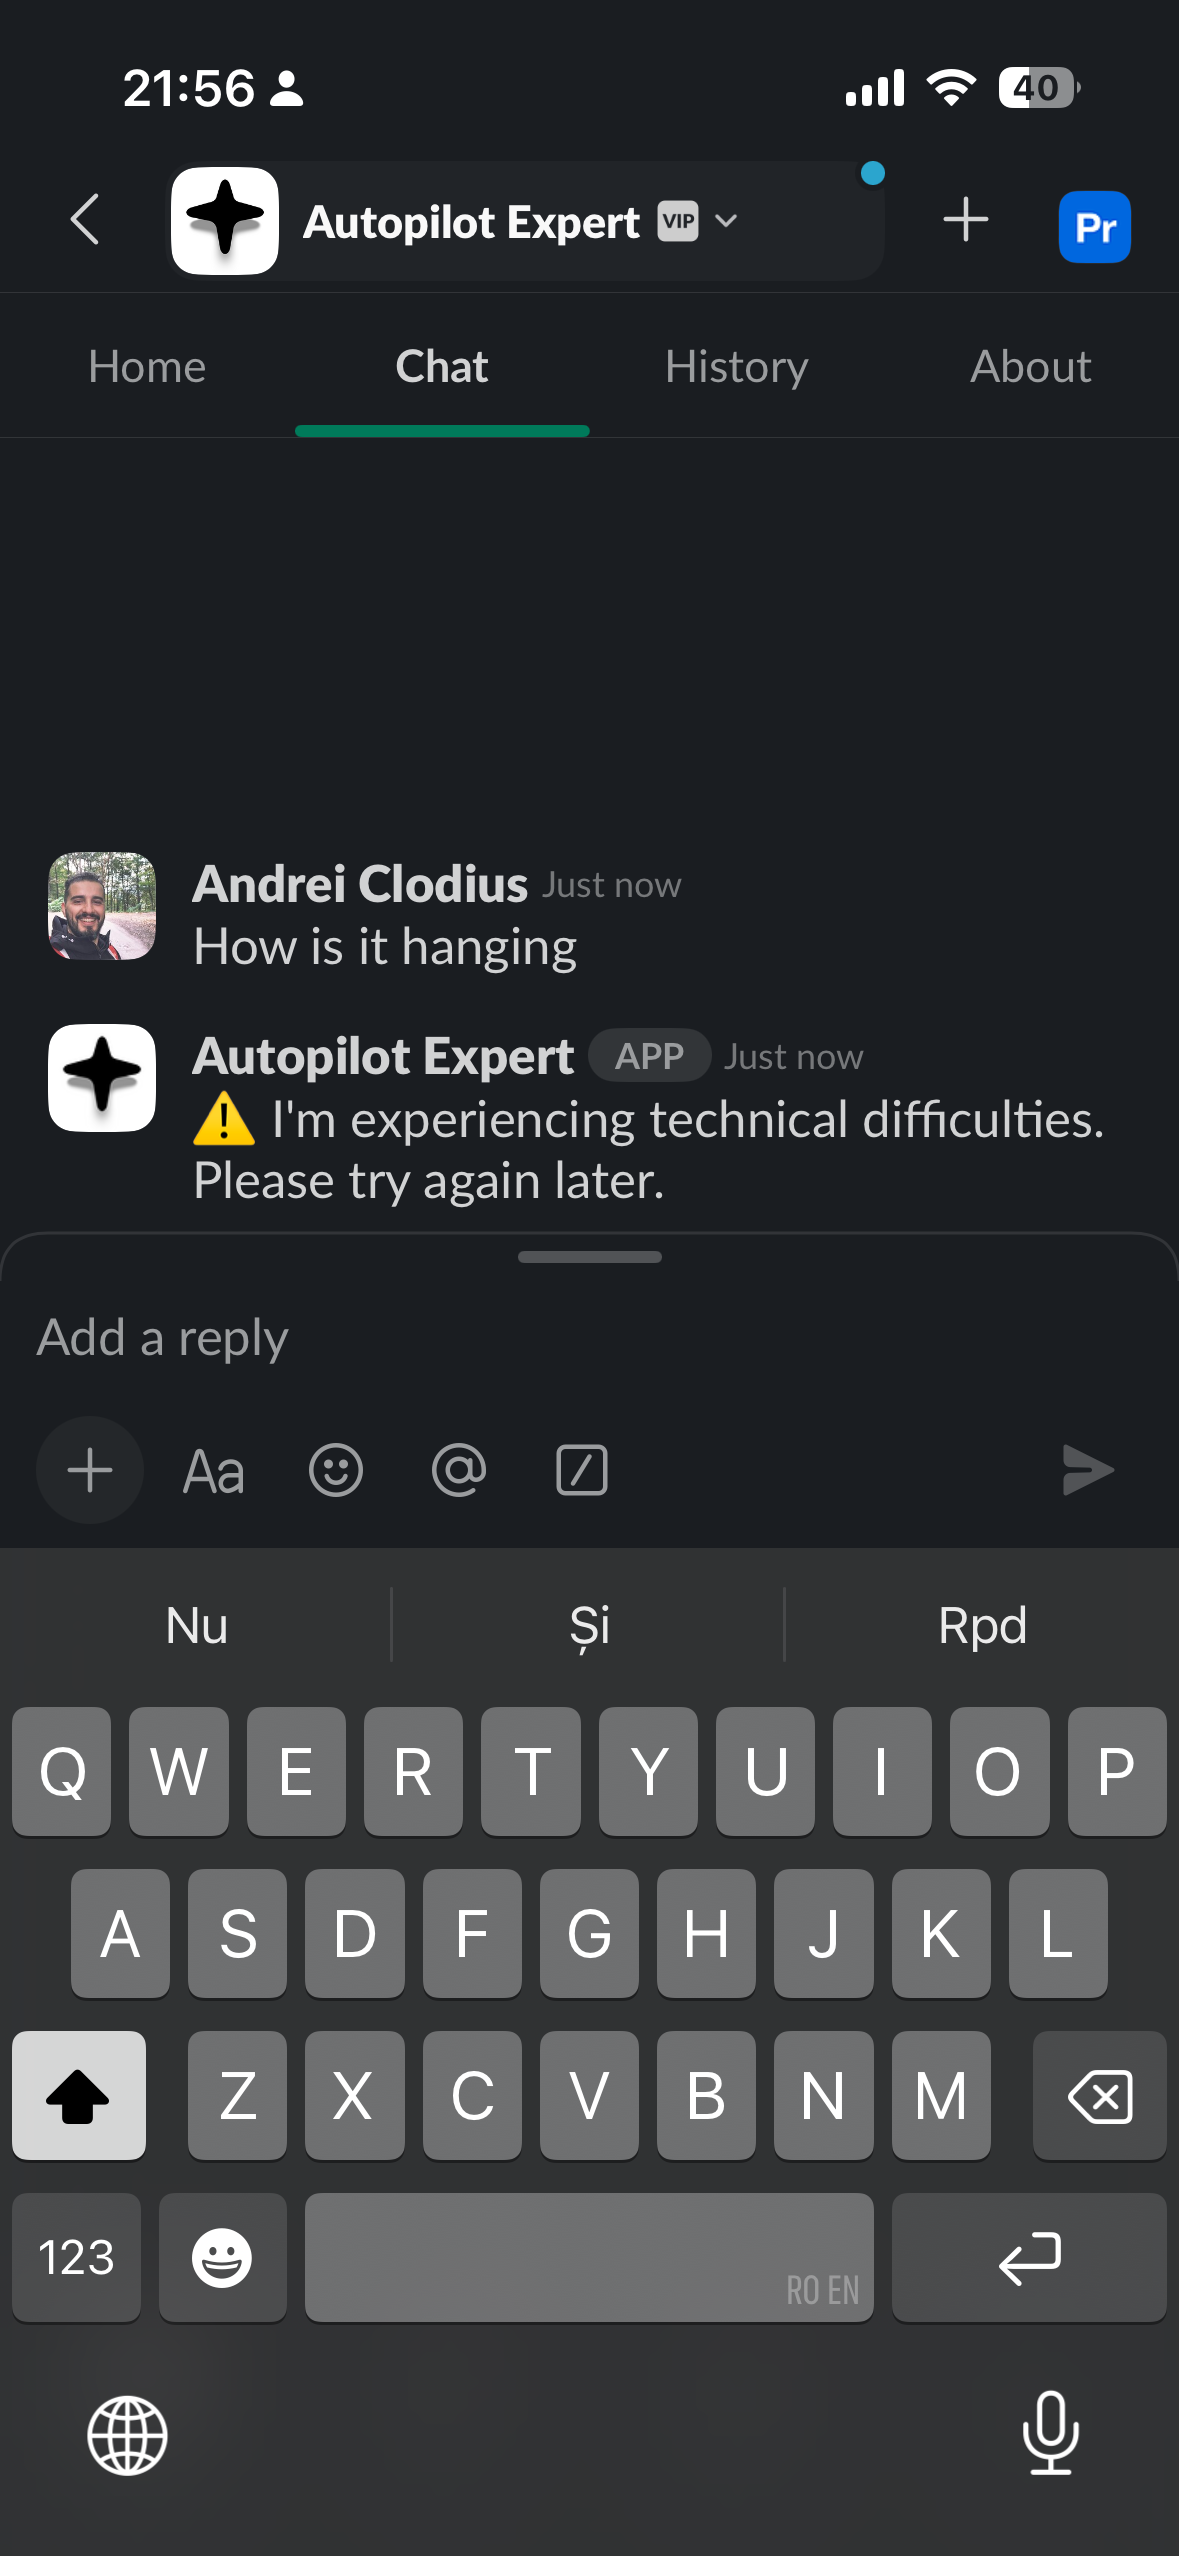 21:56
40
Autopilot Expert VIP
Pr
Home Chat History About
Andrei Clodius Just now
How is it hanging
Autopilot Expert APP Just now
⚠️ I'm experiencing technical difficulties.
Please try again later.
Add a reply
Aa
Nu Și Rpd
Q W E R T Y U I O P
A S D F G H J K L
Z X C V B N M
123
RO EN